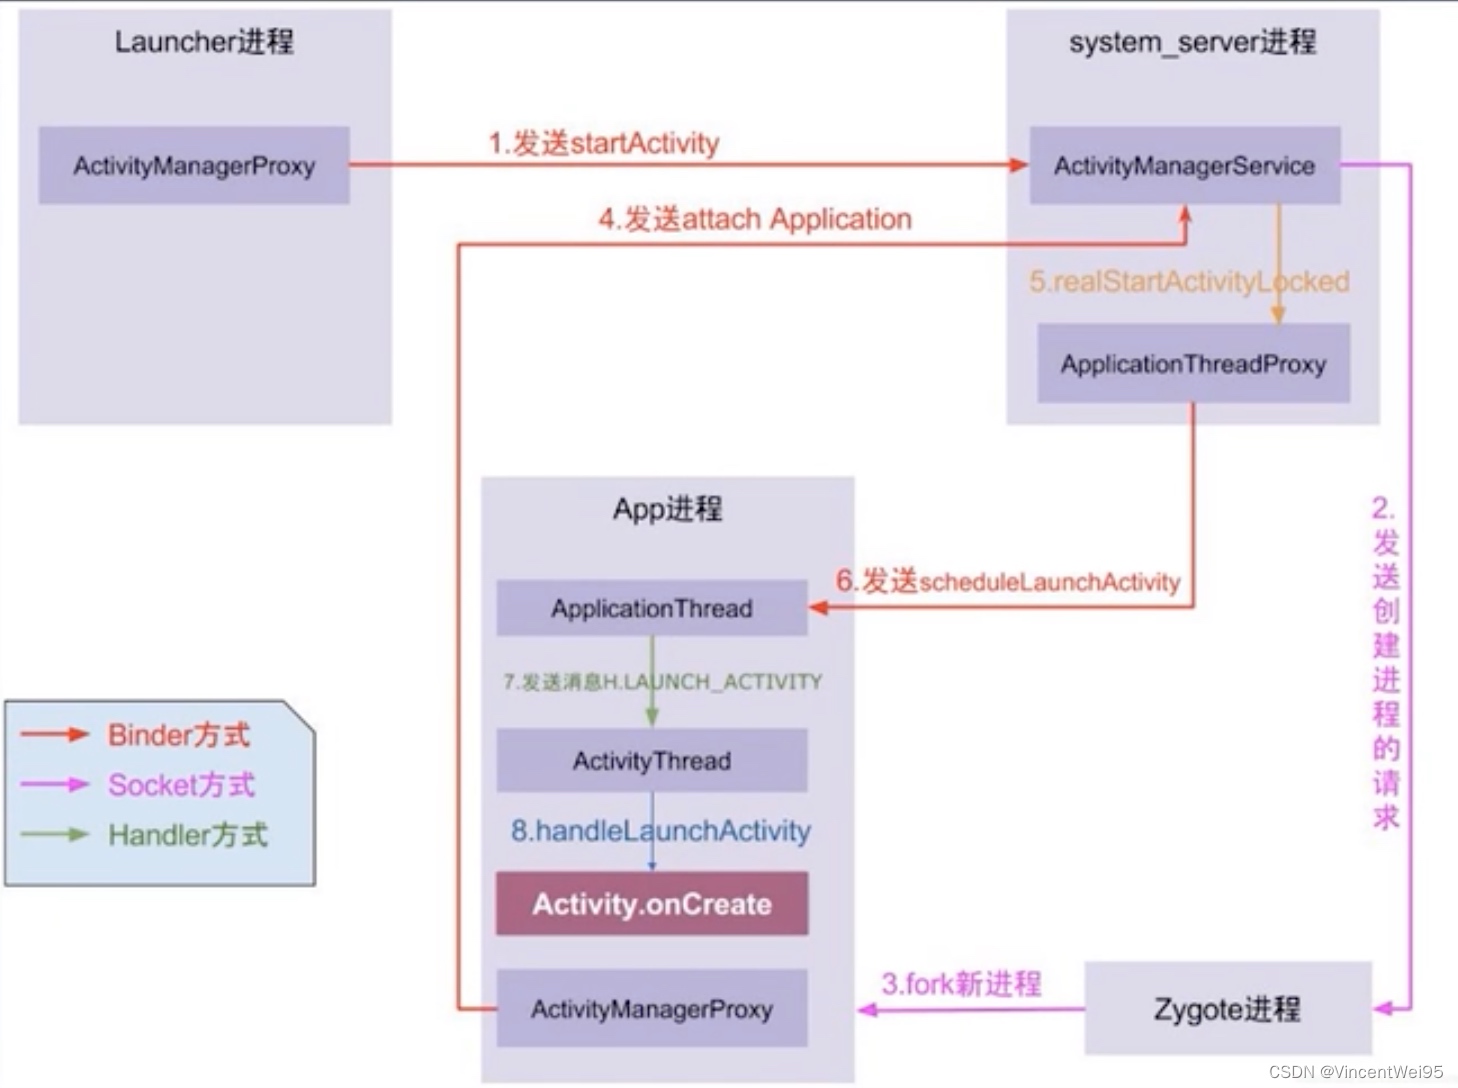 Launcher进程
system_server进程
ActivityManagerProxy
1.发送startActivity
ActivityManagerService
4.发送attach Application
5.realStartActivityLocked
ApplicationThreadProxy
App进程
2.
发
送
创
建
进
程
的
请
求
6.发送scheduleLaunchActivity
ApplicationThread
7.发送消息H.LAUNCH_ACTIVITY
Binder方式
Socket方式
Handler方式
ActivityThread
8.handleLaunchActivity
Activity.onCreate
3.fork新进程
ActivityManagerProxy
Zygote进程
CSDN @VincentWei95